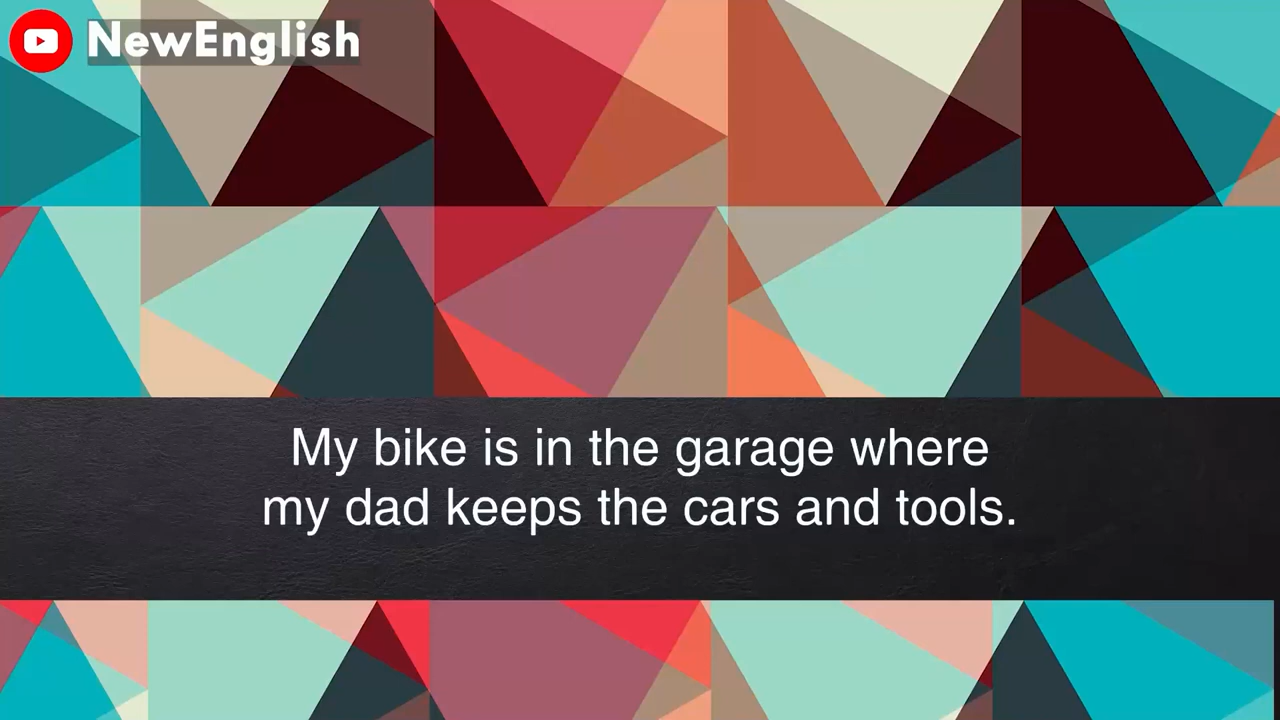 NewEnglish
My bike is in the garage where
my dad keeps the cars and tools.